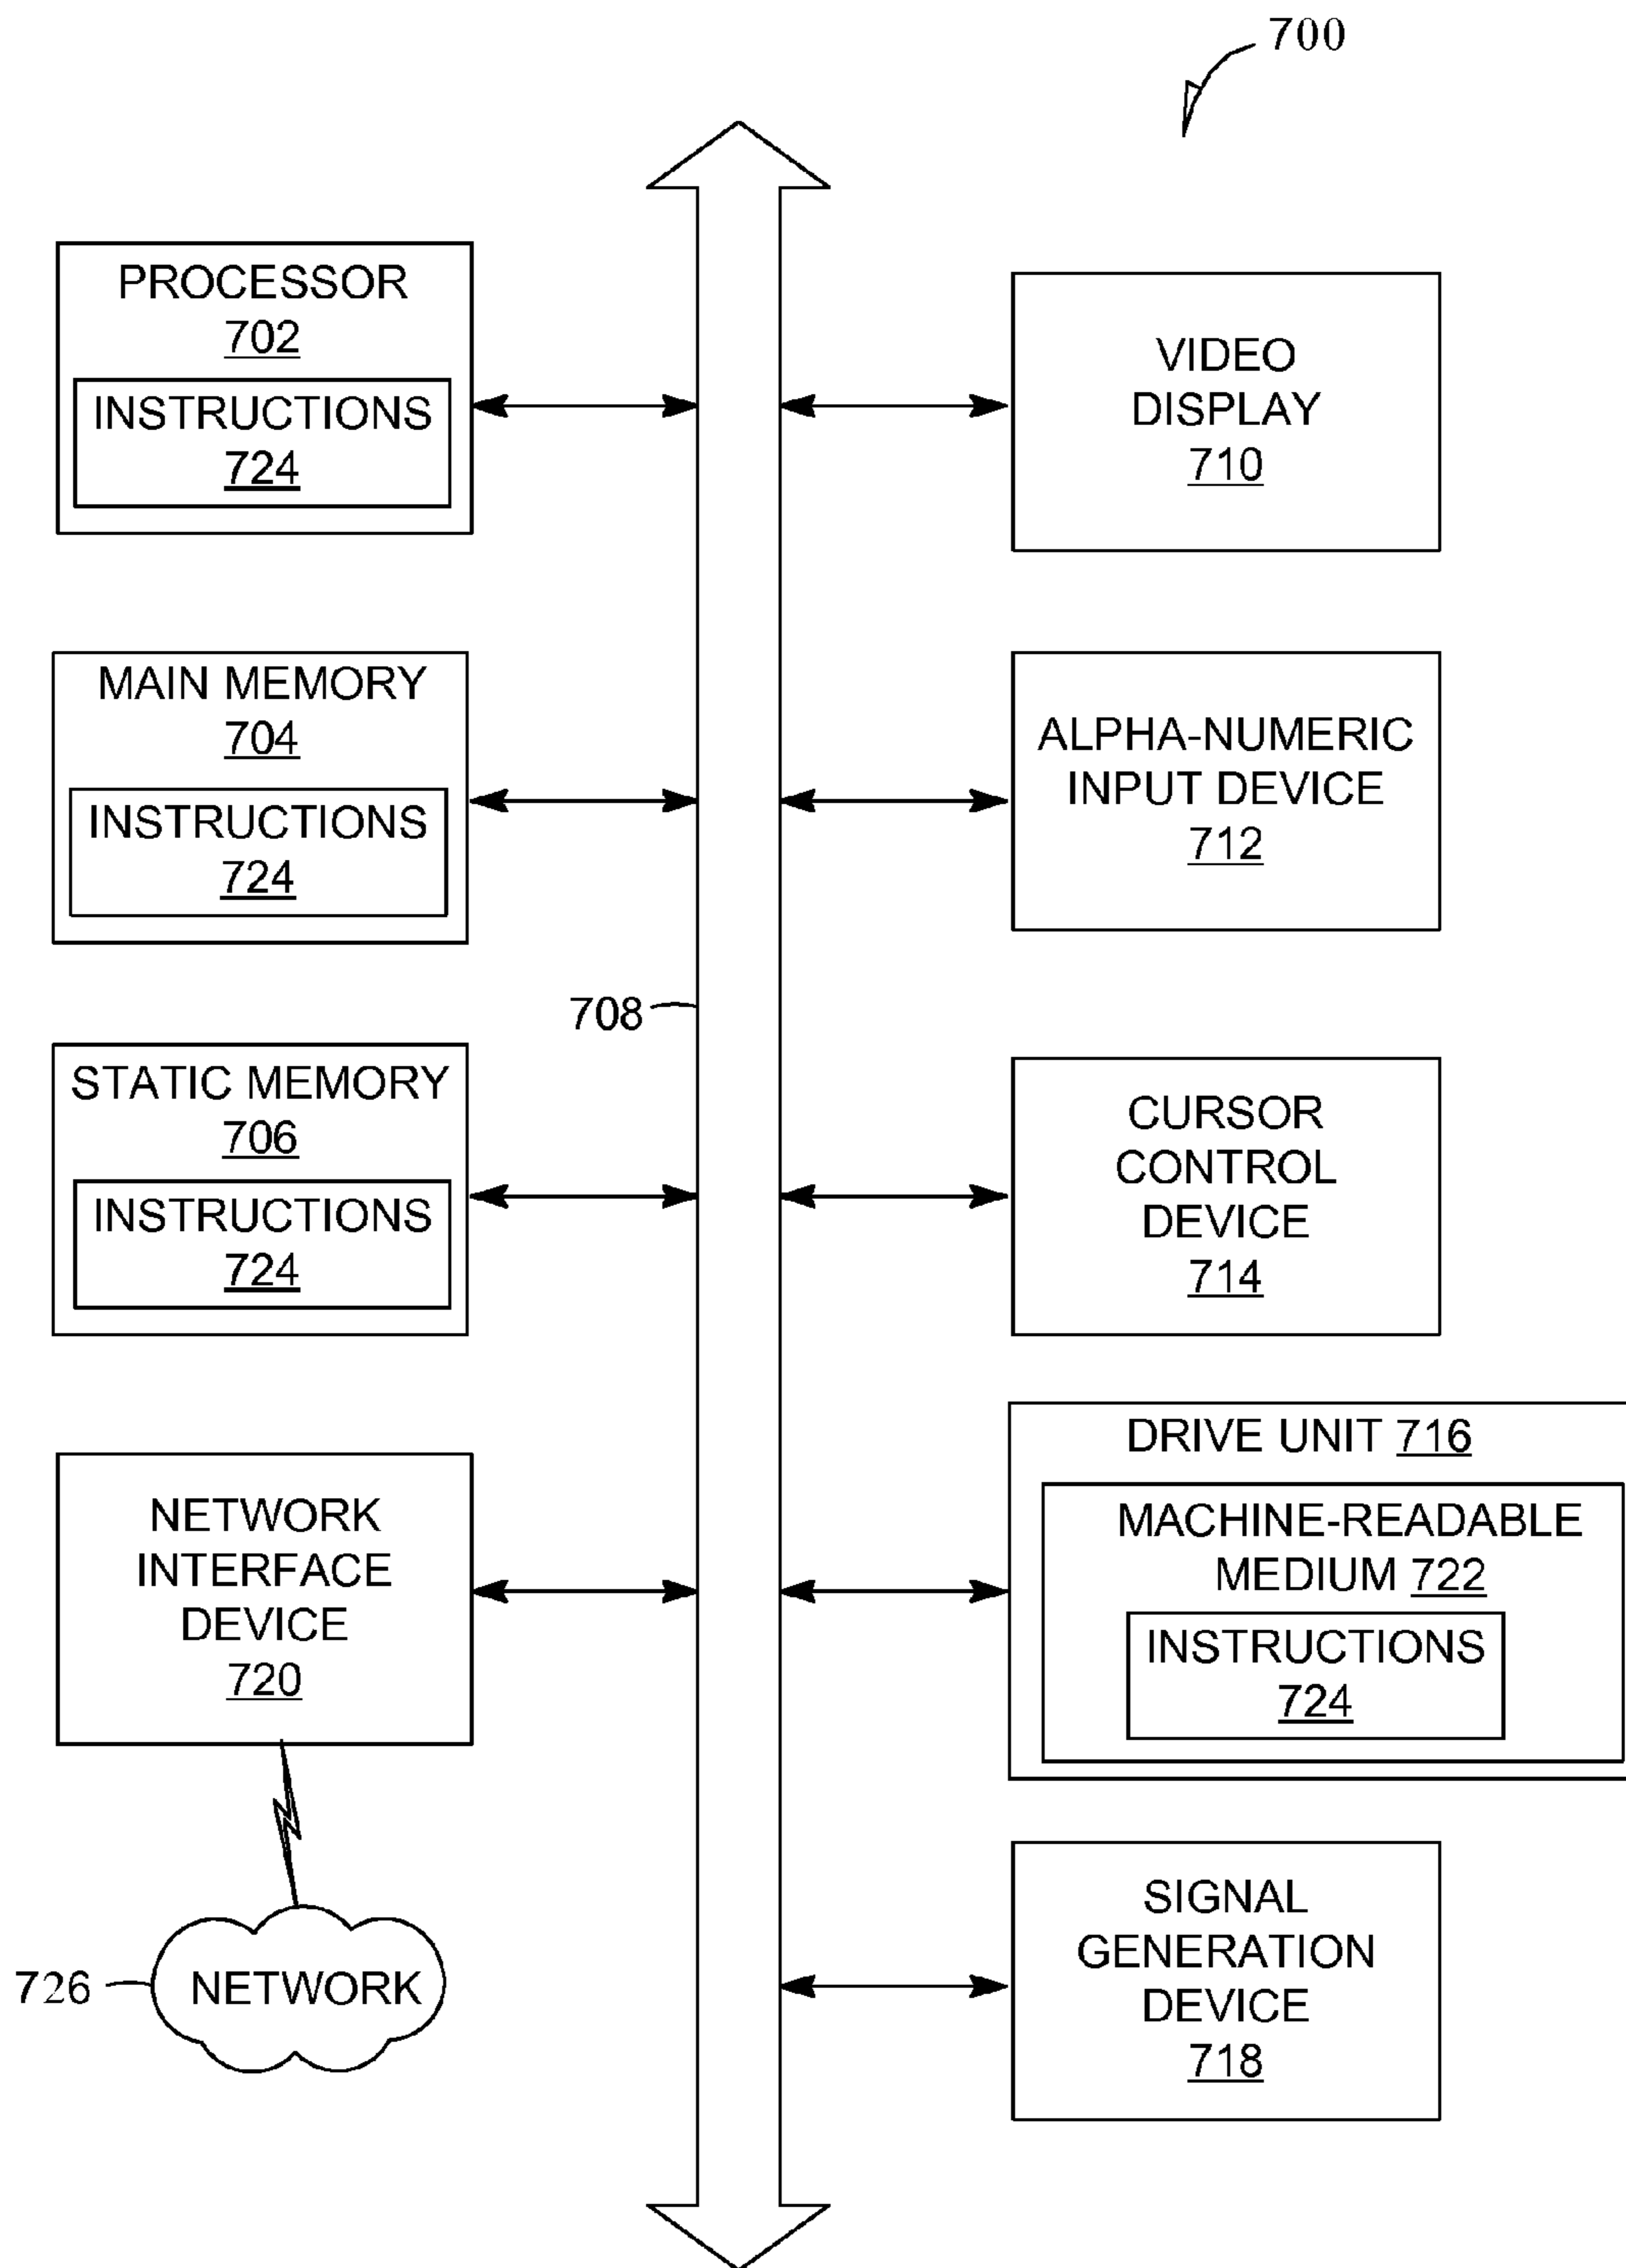 700
PROCESSOR
702
INSTRUCTIONS
724
VIDEO
DISPLAY
710
MAIN MEMORY
704
INSTRUCTIONS
724
ALPHA-NUMERIC
INPUT DEVICE
712
708
STATIC MEMORY
706
INSTRUCTIONS
724
CURSOR
CONTROL
DEVICE
714
NETWORK
INTERFACE
DEVICE
720
DRIVE UNIT 716
MACHINE-READABLE
MEDIUM 722
INSTRUCTIONS
724
726
NETWORK
SIGNAL
GENERATION
DEVICE
718